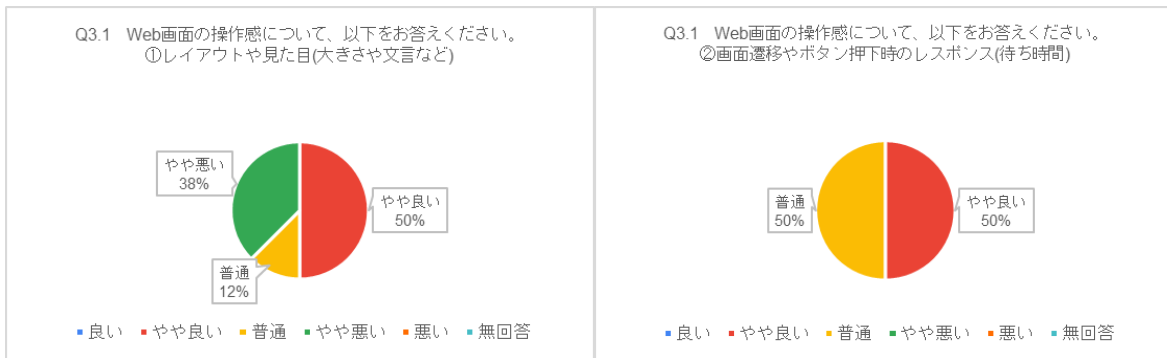 Q3.1 Web画面の操作感について、以下をお答えください。
①レイアウトや見た目(大きさや文言など)
やや悪い
38%
やや良い
50%
普通
12%
良い やや良い 普通 やや悪い 悪い 無回答
Q3.1 Web画面の操作感について、以下をお答えください。
②画面遷移やボタン押下時のレスポンス(待ち時間)
普通
50%
やや良い
50%
良い やや良い 普通 やや悪い 悪い 無回答